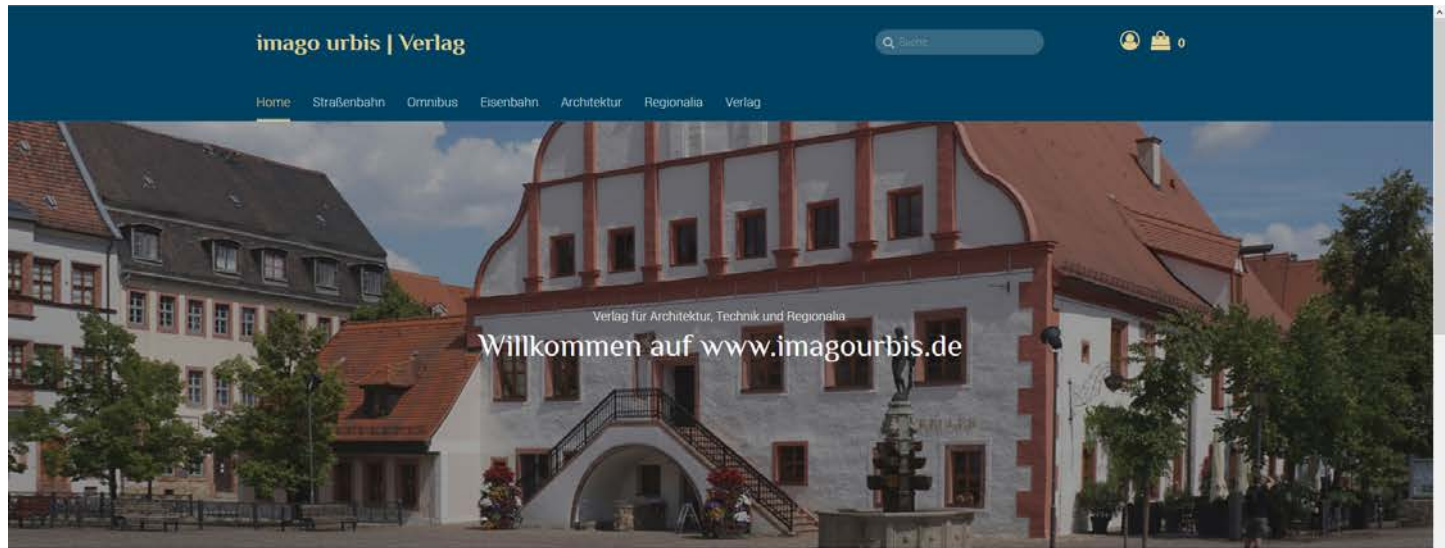 imago urbis | Verlag
Suche
0
Home Straßenbahn Omnibus Eisenbahn Architektur Regionalia Verlag
Verlag für Architektur, Technik und Regionalia
Willkommen auf www.imagourbis.de